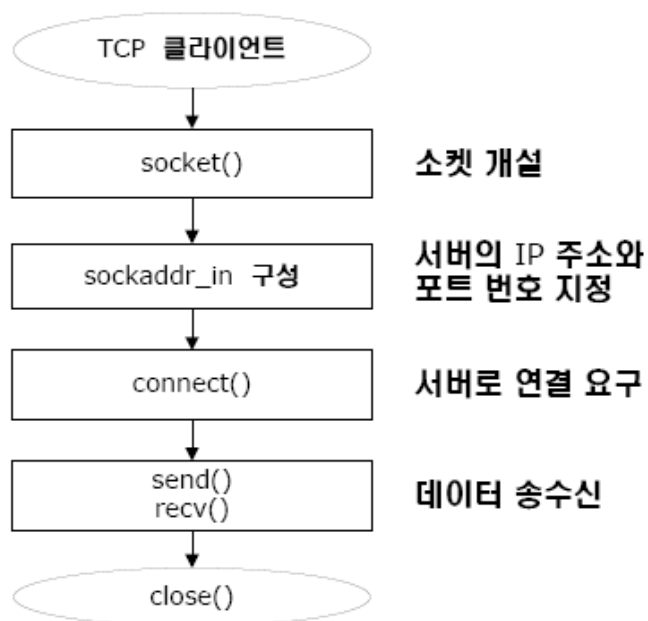 TCP 클라이언트
socket()
소켓 개설
sockaddr_in 구성
서버의 IP 주소와
포트 번호 지정
connect()
서버로 연결 요구
send()
recv()
데이터 송수신
close()